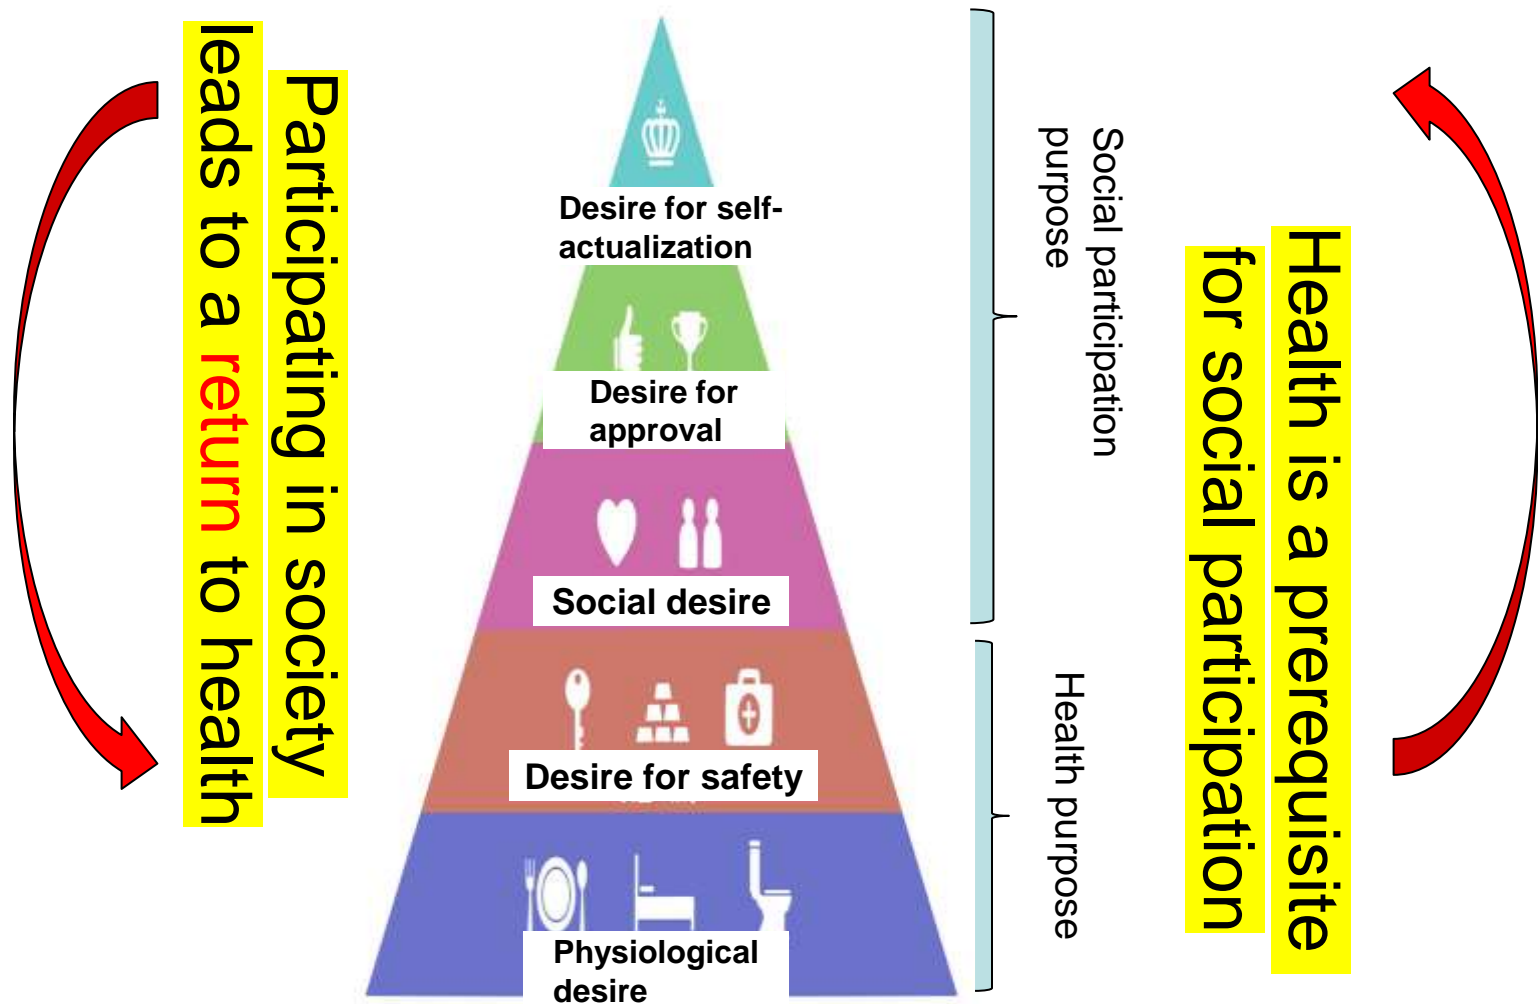 Participating in society
leads to a return to health
Desire for self-
actualization
Desire for
approval
Social desire
Desire for safety
Physiological
desire
Social participation
purpose
Health purpose
Health is a prerequisite
for social participation